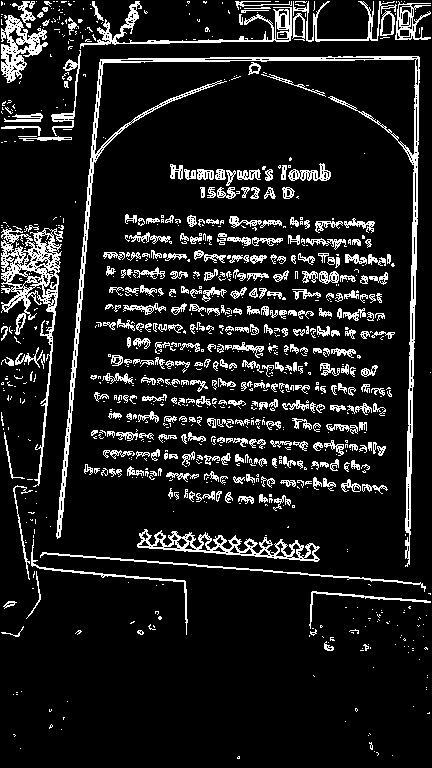 Humayun's Tomb
1565-72 A.D.
Hamida Banu Begum, his grieving
widow, built Emperor Humayun's
mausoleum. Precursor to the Taj Mahal,
it stands on a platform of 12000m² and
reaches a height of 47m. The earliest
example of Persian influence in Indian
architecture, the tomb has within it over
100 graves, earning it the name,
'Dormitory of the Mughals'. Built of
rubble masonry, the structure is the first
to use red sandstone and white marble
in such great quantities. The small
canopies on the terrace were originally
covered in glazed blue tiles, and the
brass finial over the white marble dome
is itself 6 m high.